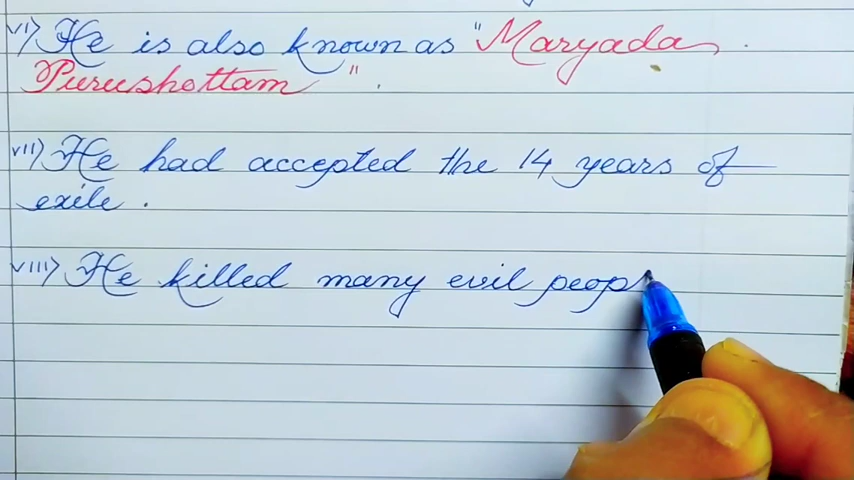 VI) He is also known as "Maryada
Purushottam".
VII) He had accepted the 14 years of
exile.
VIII) He killed many evil peop